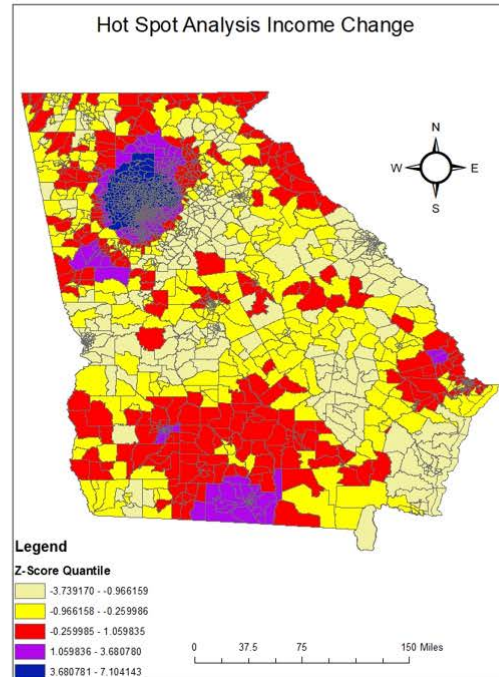 Hot Spot Analysis Income Change
N
W E
S
Legend
Z-Score Quantile
-3.739170 - -0.966159
-0.966158 - -0.259986
-0.259985 - 1.059835
1.059836 - 3.680780
3.680781 - 7.104143
0 37.5 75 150 Miles